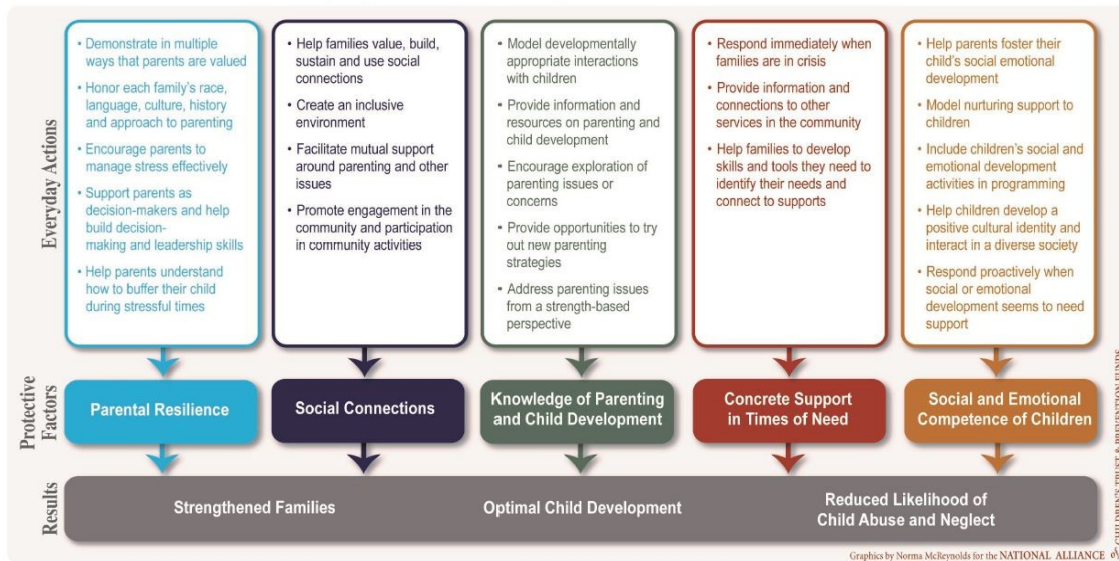 Everyday Actions
• Demonstrate in multiple
ways that parents are valued
• Honor each family's race,
language, culture, history
and approach to parenting
• Encourage parents to
manage stress effectively
• Support parents as
decision-makers and help
build decision-
making and leadership skills
• Help parents understand
how to buffer their child
during stressful times
• Help families value, build,
sustain and use social
connections
• Create an inclusive
environment
• Facilitate mutual support
around parenting and other
issues
• Promote engagement in the
community and participation
in community activities
• Model developmentally
appropriate interactions
with children
• Provide information and
resources on parenting and
child development
• Encourage exploration of
parenting issues or
concerns
• Provide opportunities to try
out new parenting
strategies
• Address parenting issues
from a strength-based
perspective
• Respond immediately when
families are in crisis
• Provide information and
connections to other
services in the community
• Help families to develop
skills and tools they need to
identify their needs and
connect to supports
• Help parents foster their
child's social emotional
development
• Model nurturing support to
children
• Include children's social and
emotional development
activities in programming
• Help children develop a
positive cultural identity and
interact in a diverse society
• Respond proactively when
social or emotional
development seems to need
support
Protective
Factors
Parental Resilience
Social Connections
Knowledge of Parenting
and Child Development
Concrete Support
in Times of Need
Social and Emotional
Competence of Children
Results
Strengthened Families
Optimal Child Development
Reduced Likelihood of
Child Abuse and Neglect
Graphics by Norma McReynolds for the NATIONAL ALLIANCE
of CHILDREN'S TRUST & PREVENTION FUNDS